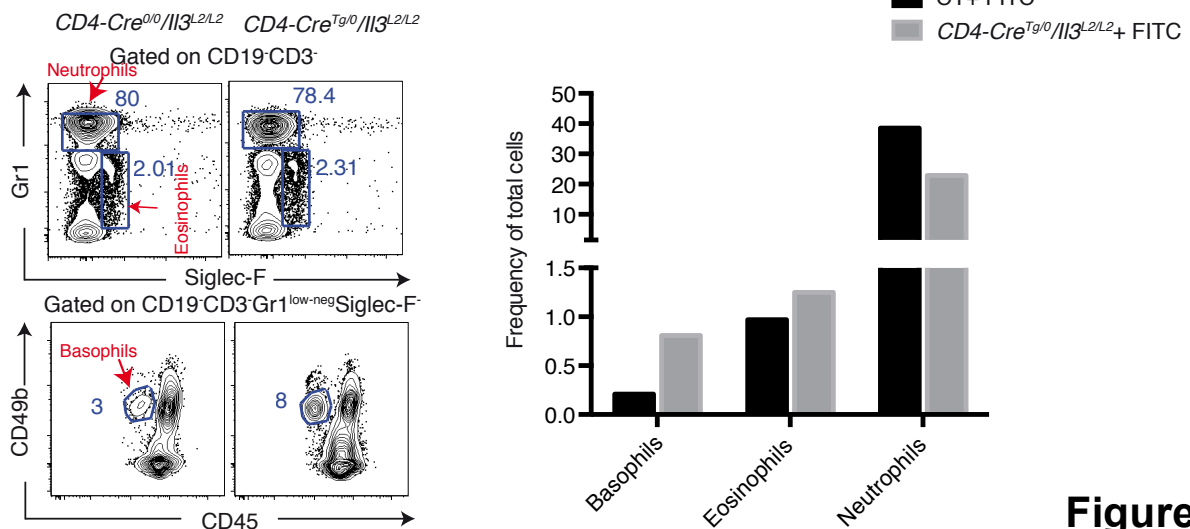 CD4-Cre0/0/Il3L2/L2 CD4-CreTg/0/Il3L2/L2
Gated on CD19-CD3-
Neutrophils
80
78.4
2.01
2.31
Eosinophils
Gr1
Siglec-F
Gated on CD19-CD3-Gr1low-negSiglec-F-
Basophils
3
8
CD49b
CD45
CD4-CreTg/0/Il3L2/L2+ FITC
Frequency of total cells
50
40
30
20
10
1.5
1.0
0.5
0.0
Basophils
Eosinophils
Neutrophils
Figure